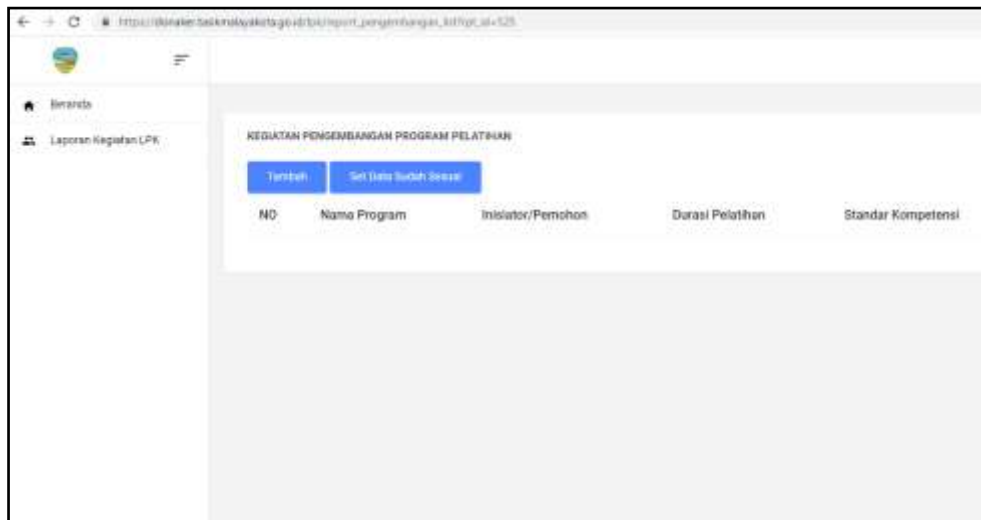 Beranda
Laporan Kegiatan LPK
KEGIATAN PENGEMBANGAN PROGRAM PELATIHAN
Tambah
Set Data Sudah Sesuai
NO Nama Program Inisiator/Pemohon Durasi Pelatihan Standar Kompetensi